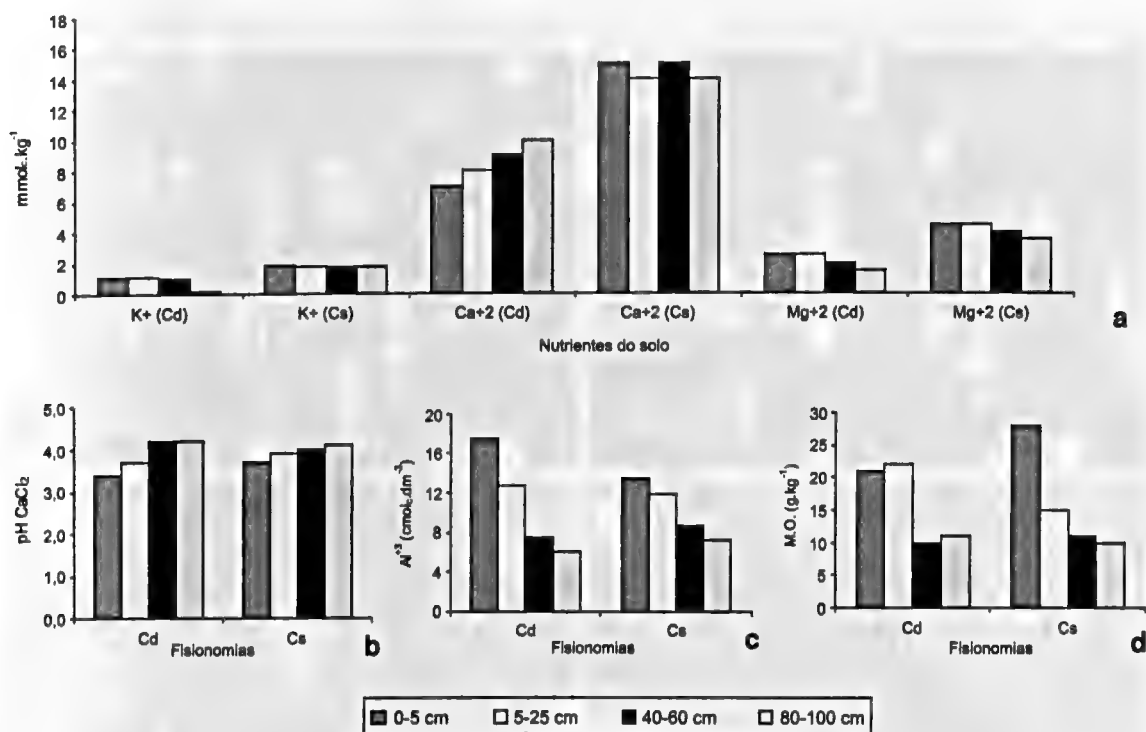 18
16
14
12
10
8
6
4
2
0
mmolc.kg-1
K+ (Cd) K+ (Cs) Ca+2 (Cd) Ca+2 (Cs) Mg+2 (Cd) Mg+2 (Cs)
Nutrientes do solo
a
5,0
4,0
3,0
2,0
1,0
0,0
pH CaCl2
Cd Cs
Fisionomias
b
20
16
12
8
4
0
Al+3 (cmolc.dm-3)
Cd Cs
Fisionomias
c
30
25
20
15
10
5
0
M.O. (g.kg-1)
Cd Cs
Fisionomias
d
0-5 cm 5-25 cm 40-60 cm 80-100 cm